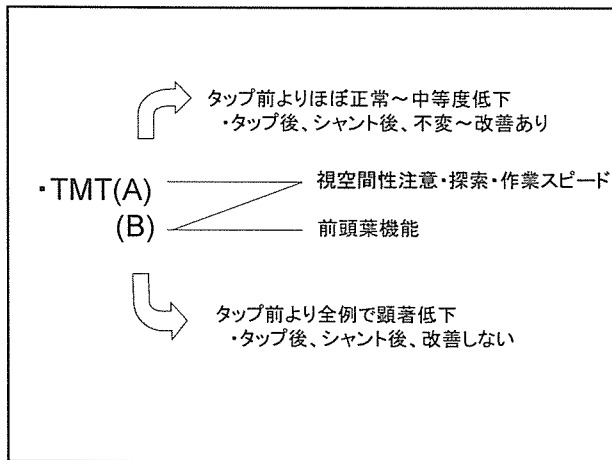 タップ前よりほぼ正常～中等度低下
・タップ後、シャント後、不変～改善あり
・TMT(A)
視空間性注意・探索・作業スピード
(B)
前頭葉機能
タップ前より全例で顕著低下
・タップ後、シャント後、改善しない